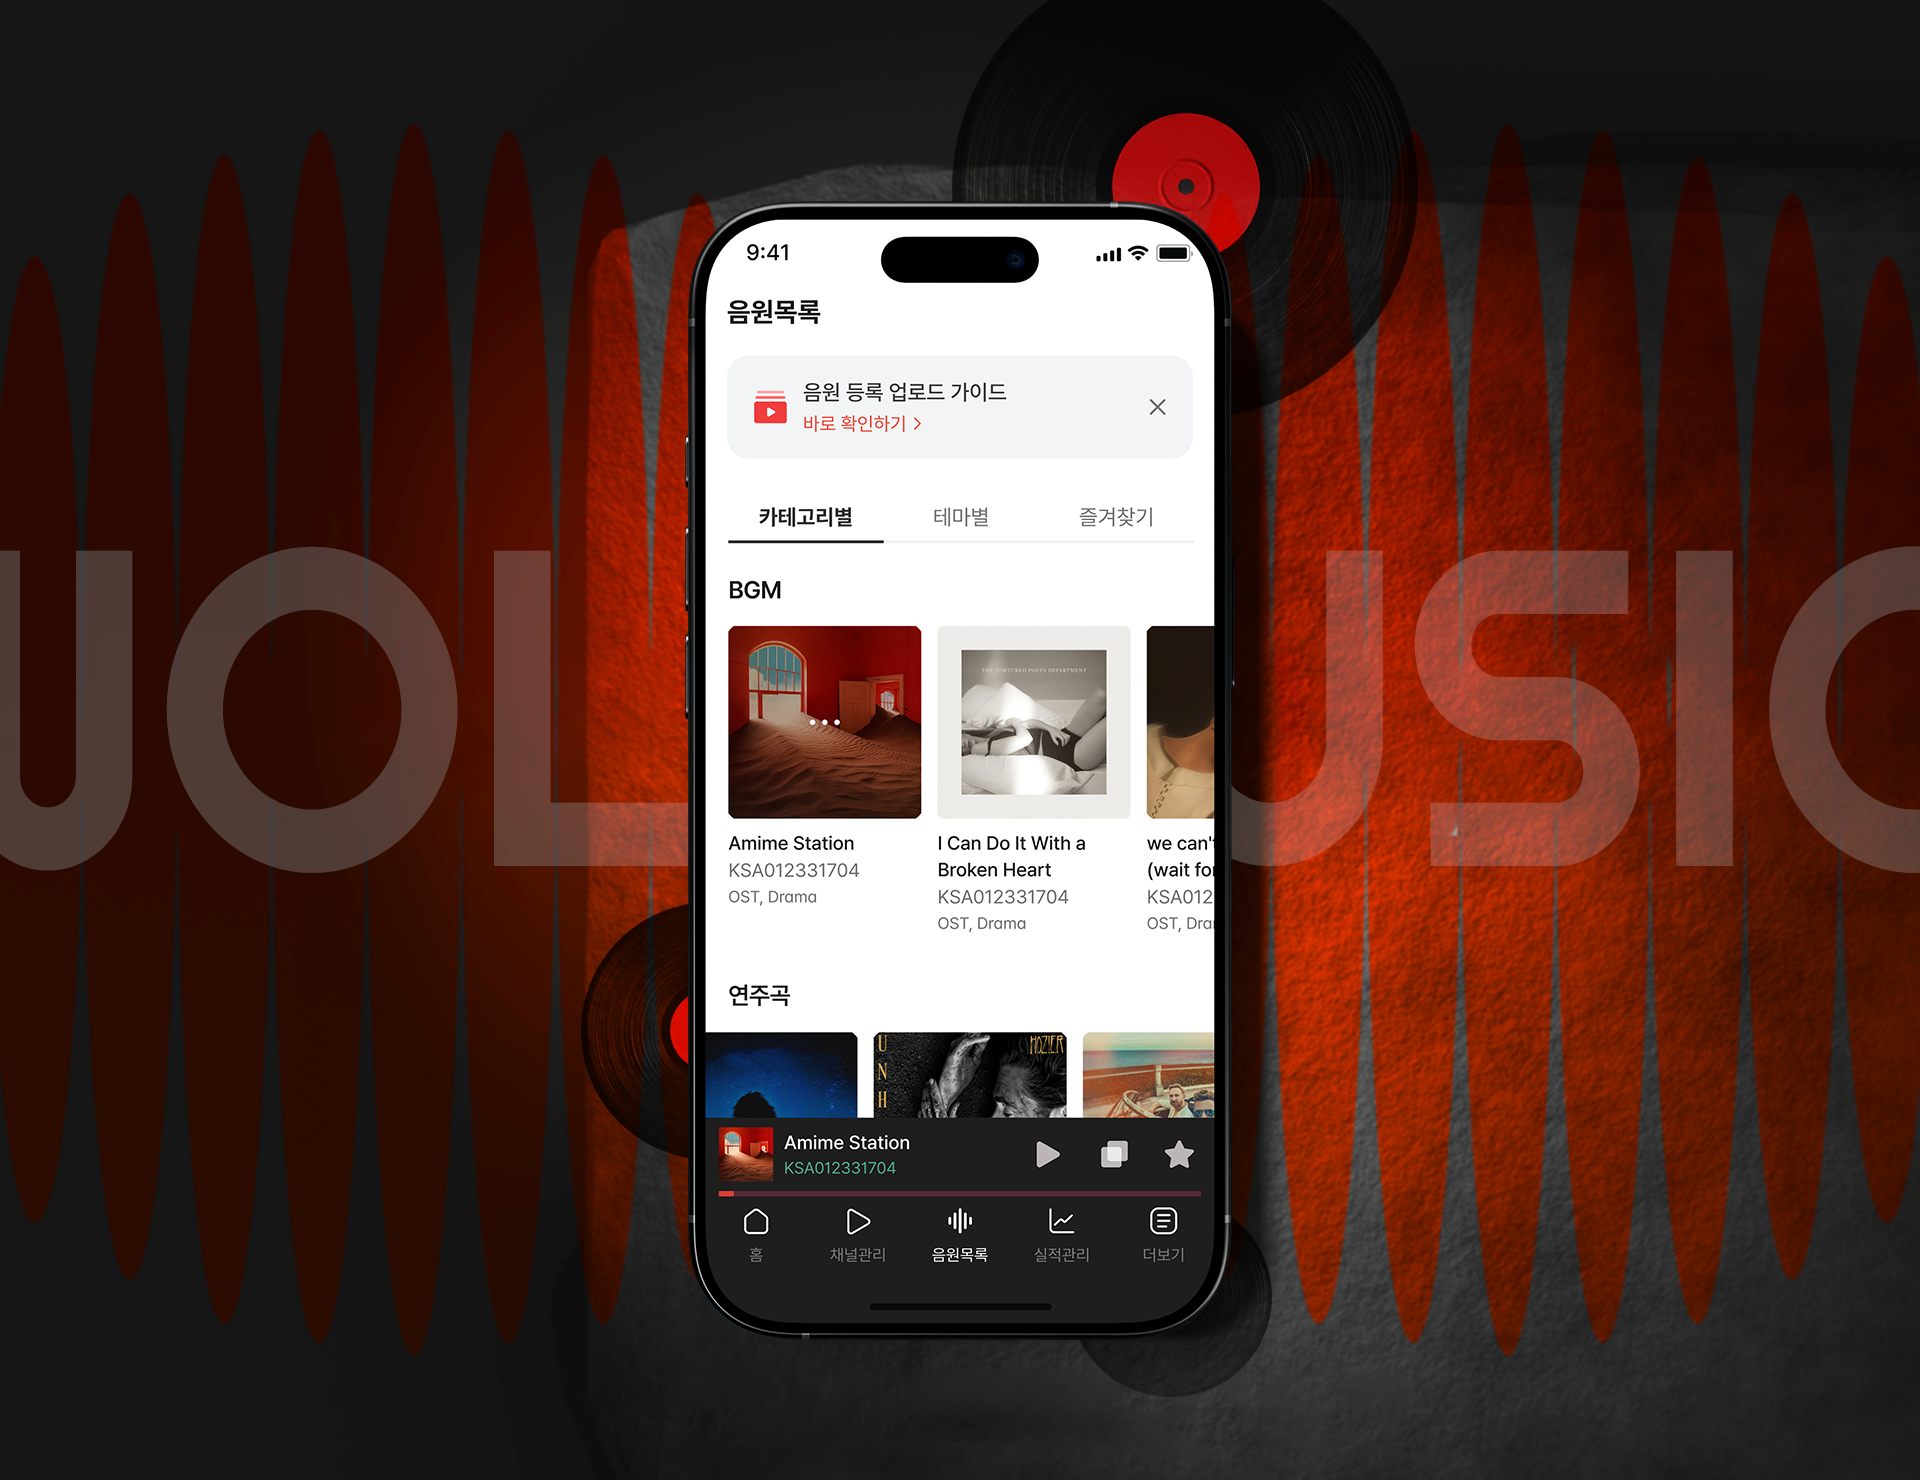 9:41
음원목록
음원 등록 업로드 가이드
바로 확인하기 >
카테고리별 테마별 즐겨찾기
BGM
THE TORTURED POETS DEPARTMENT
Amime Station
KSA012331704
OST, Drama
I Can Do It With a
Broken Heart
KSA012331704
OST, Drama
we can'
(wait for
KSA012
OST, Dra
연주곡
UNH
HOZIER
Amime Station
KSA012331704
홈 채널관리 음원목록 실적관리 더보기
UOL USIC